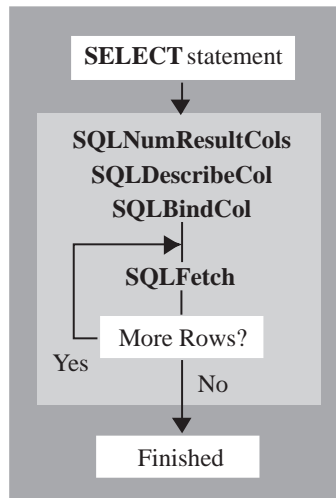 SELECT statement
SQLNumResultCols
SQLDescribeCol
SQLBindCol
SQLFetch
More Rows?
Yes
No
Finished